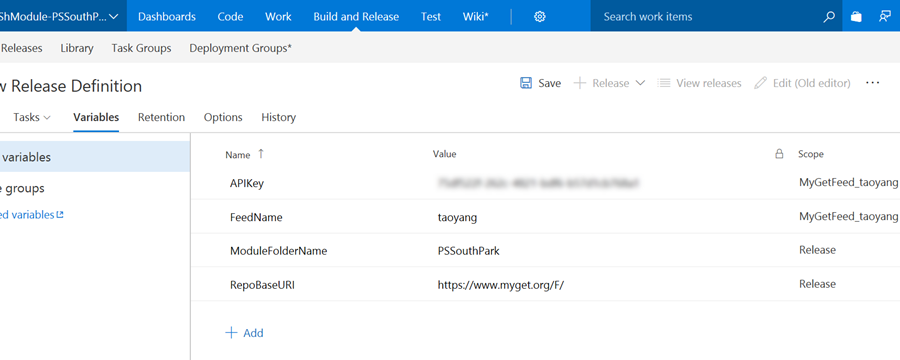 ShModule-PSSouthP... Dashboards Code Work Build and Release Test Wiki* Search work items
Releases Library Task Groups Deployment Groups*
w Release Definition Save Release View releases Edit (Old editor) ...
Tasks Variables Retention Options History
variables
e groups
ed variables
Name Value Scope
APIKey MyGetFeed_taoyang
FeedName taoyang MyGetFeed_taoyang
ModuleFolderName PSSouthPark Release
RepoBaseURI https://www.myget.org/F/ Release
+ Add